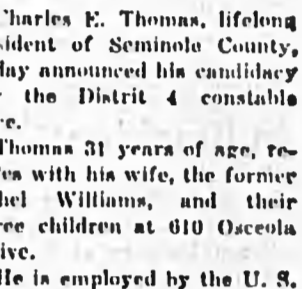 Charles E. Thomas, lifelong
sident of Seminole County,
day announced his candidacy
the Distrit 4 constable
ce.
Thomas 31 years of age, re-
es with his wife, the former
hel Williams, and their
ree children at 610 Osceola
ive.
He is employed by the U. S.